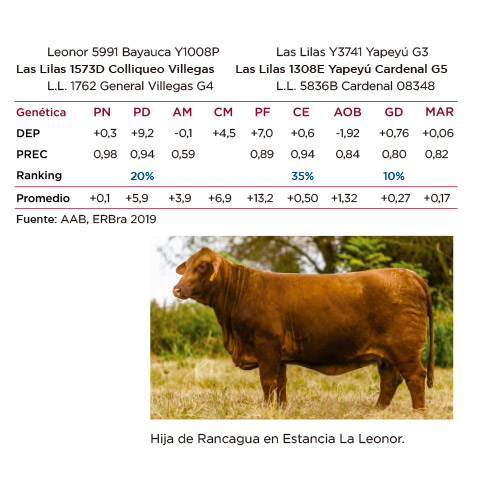 Leonor 5991 Bayauca Y1008P
Las Lilas 1573D Colliqueo Villegas
L.L. 1762 General Villegas G4
Las Lilas Y3741 Yapeyú G3
Las Lilas 1308E Yapeyú Cardenal G5
L.L. 5836B Cardenal 08348
Genética PN PD AM CM PF CE AOB GD MAR
DEP +0,3 +9,2 -0,1 +4,5 +7,0 +0,6 -1,92 +0,76 +0,06
PREC 0,98 0,94 0,59 0,89 0,94 0,84 0,80 0,82
Ranking 20% 35% 10%
Promedio +0,1 +5,9 +3,9 +6,9 +13,2 +0,50 +1,32 +0,27 +0,17
Fuente: AAB, ERBra 2019
Hija de Rancagua en Estancia La Leonor.